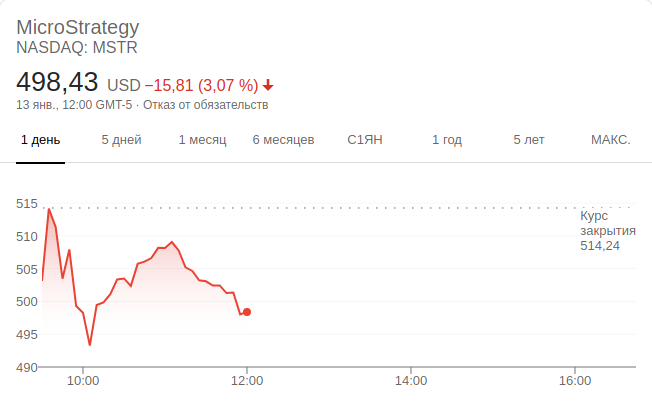 MicroStrategy
NASDAQ: MSTR
498,43 USD −15,81 (3,07 %)
13 янв., 12:00 GMT-5 · Отказ от обязательств
1 день 5 дней 1 месяц 6 месяцев С1ЯН 1 год 5 лет МАКС.
515
Курс
закрытия
514,24
510
505
500
495
490
10:00 12:00 14:00 16:00